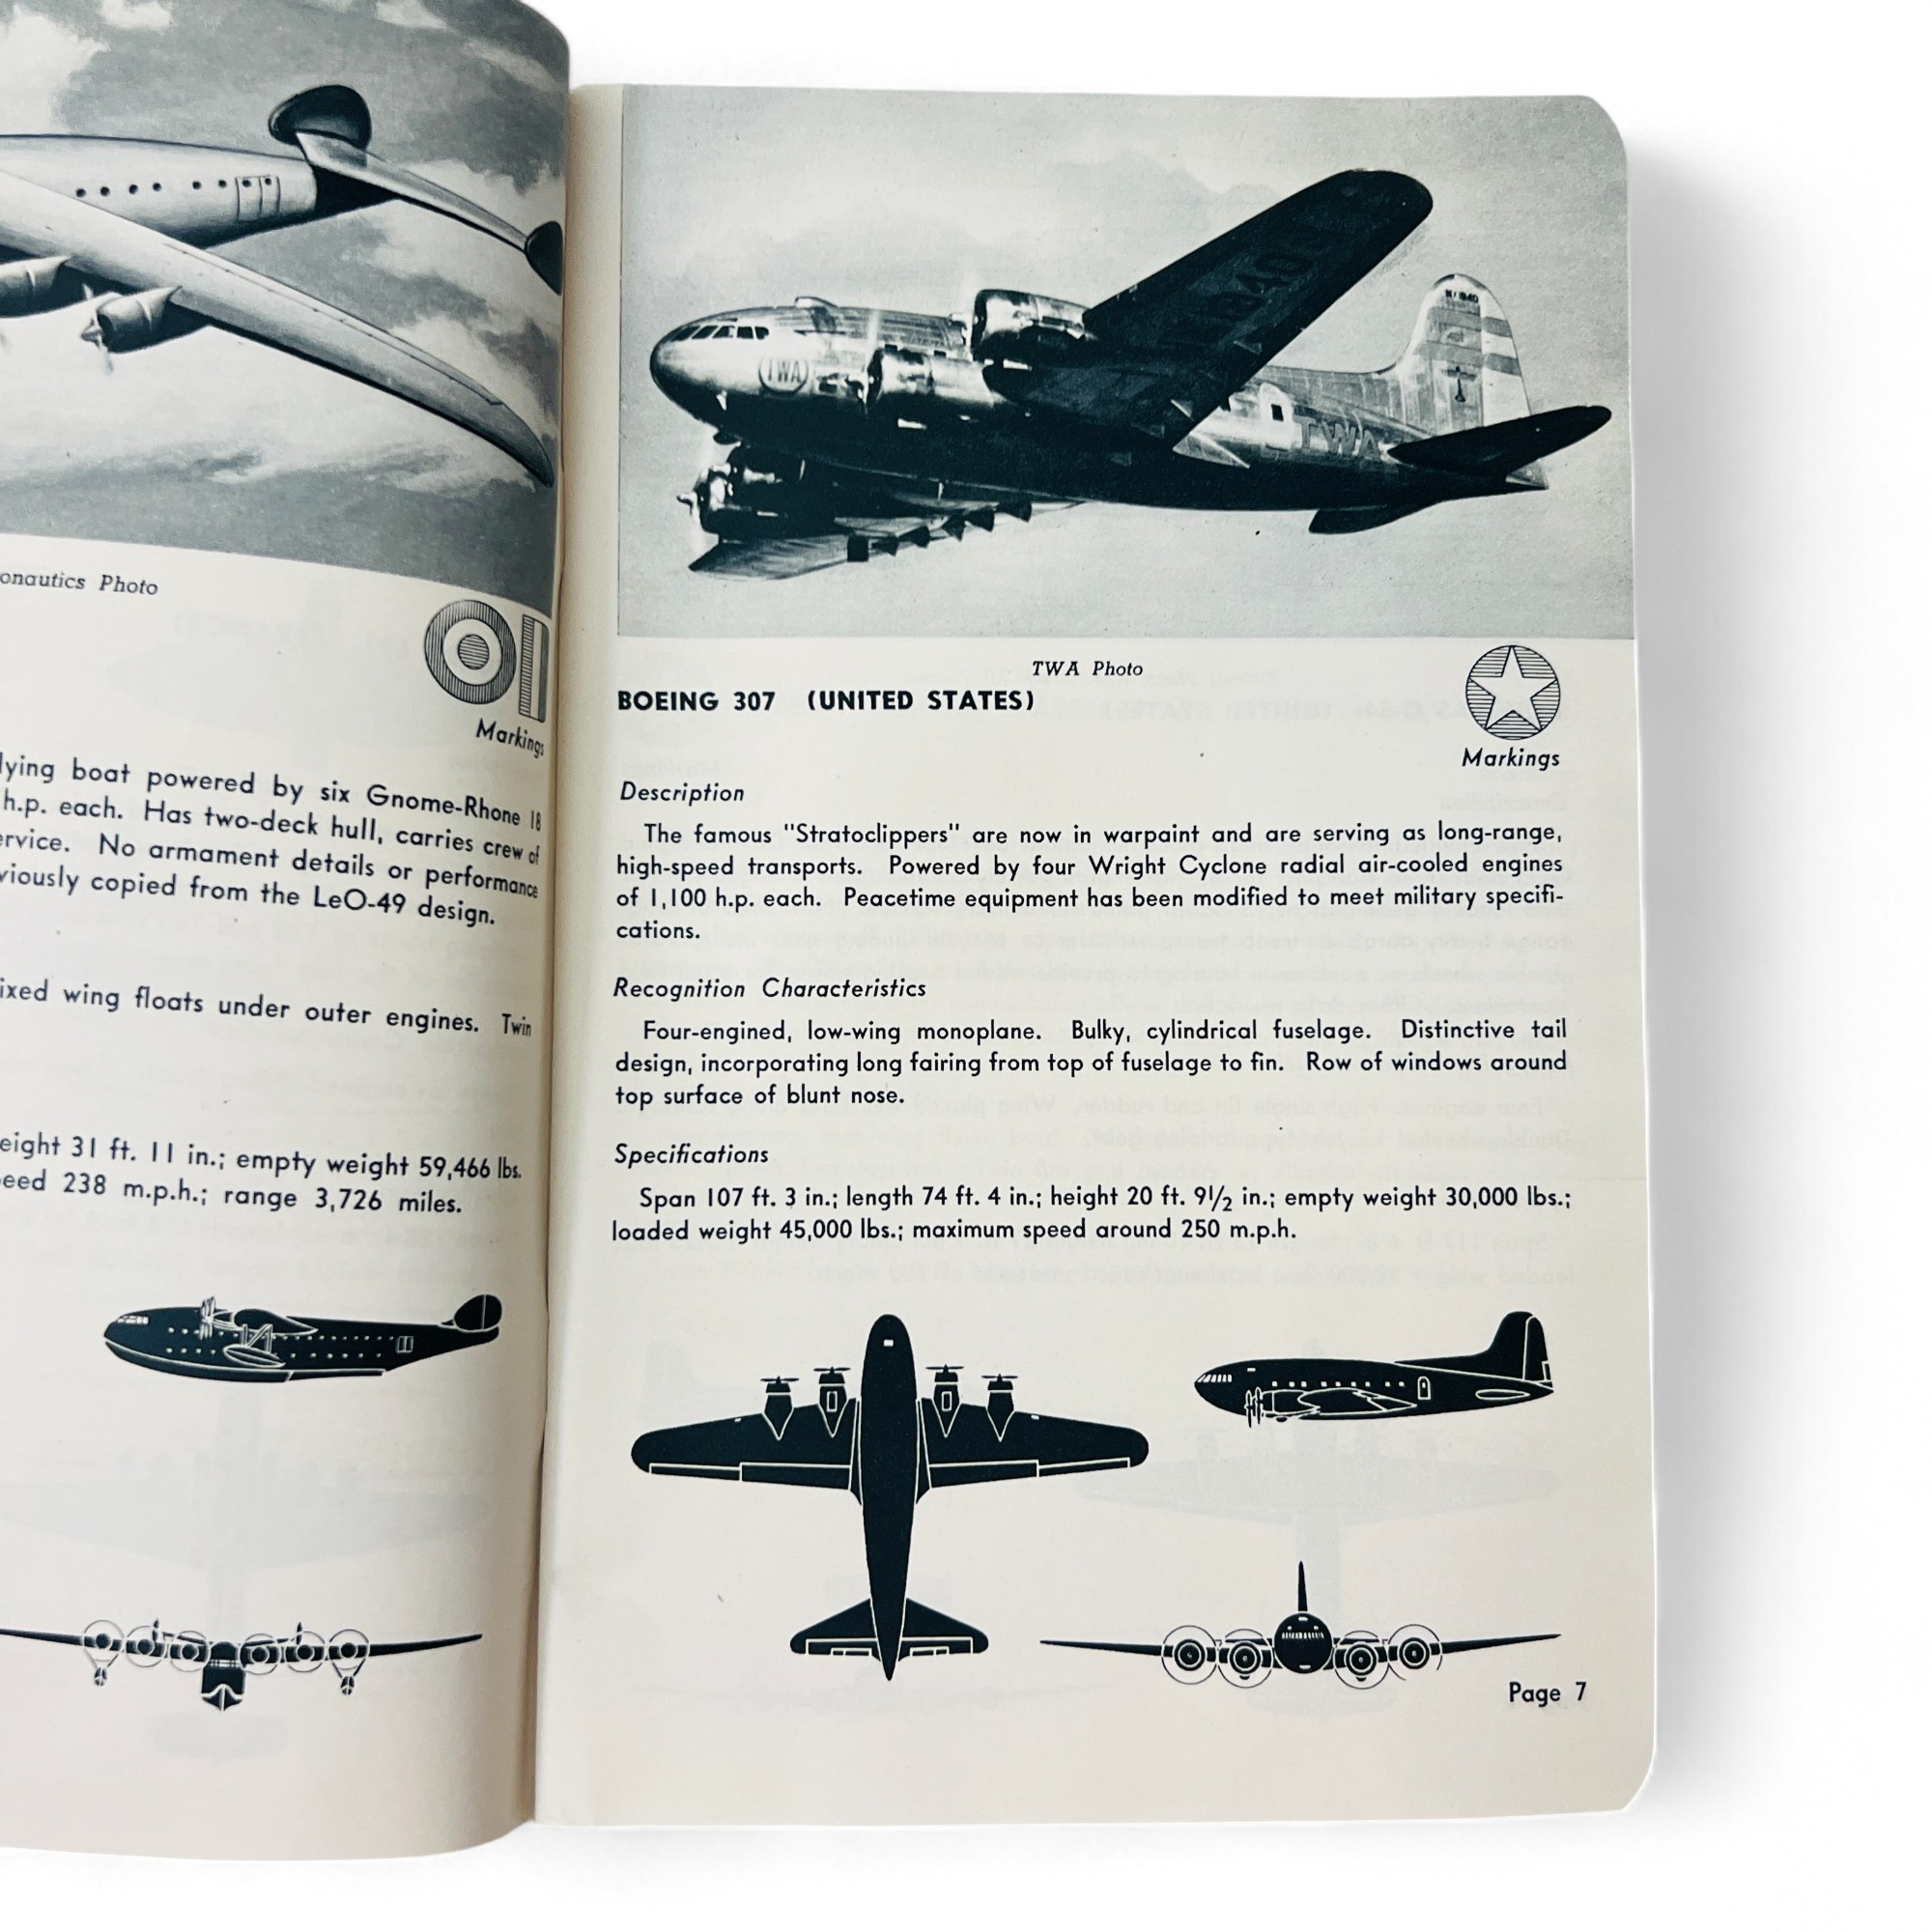 onautics Photo
Markings
lying boat powered by six Gnome-Rhone 18
h.p. each. Has two-deck hull, carries crew of
ervice. No armament details or performance
viously copied from the LeO-49 design.
ixed wing floats under outer engines. Twin
eight 31 ft. 11 in.; empty weight 59,466 lbs.
eed 238 m.p.h.; range 3,726 miles.
TWA
TWA
TWA Photo
BOEING 307 (UNITED STATES)
Markings
Description
The famous "Stratoclippers" are now in warpaint and are serving as long-range,
high-speed transports. Powered by four Wright Cyclone radial air-cooled engines
of 1,100 h.p. each. Peacetime equipment has been modified to meet military specifi-
cations.
Recognition Characteristics
Four-engined, low-wing monoplane. Bulky, cylindrical fuselage. Distinctive tail
design, incorporating long fairing from top of fuselage to fin. Row of windows around
top surface of blunt nose.
Specifications
Span 107 ft. 3 in.; length 74 ft. 4 in.; height 20 ft. 9½ in.; empty weight 30,000 lbs.;
loaded weight 45,000 lbs.; maximum speed around 250 m.p.h.
Page 7